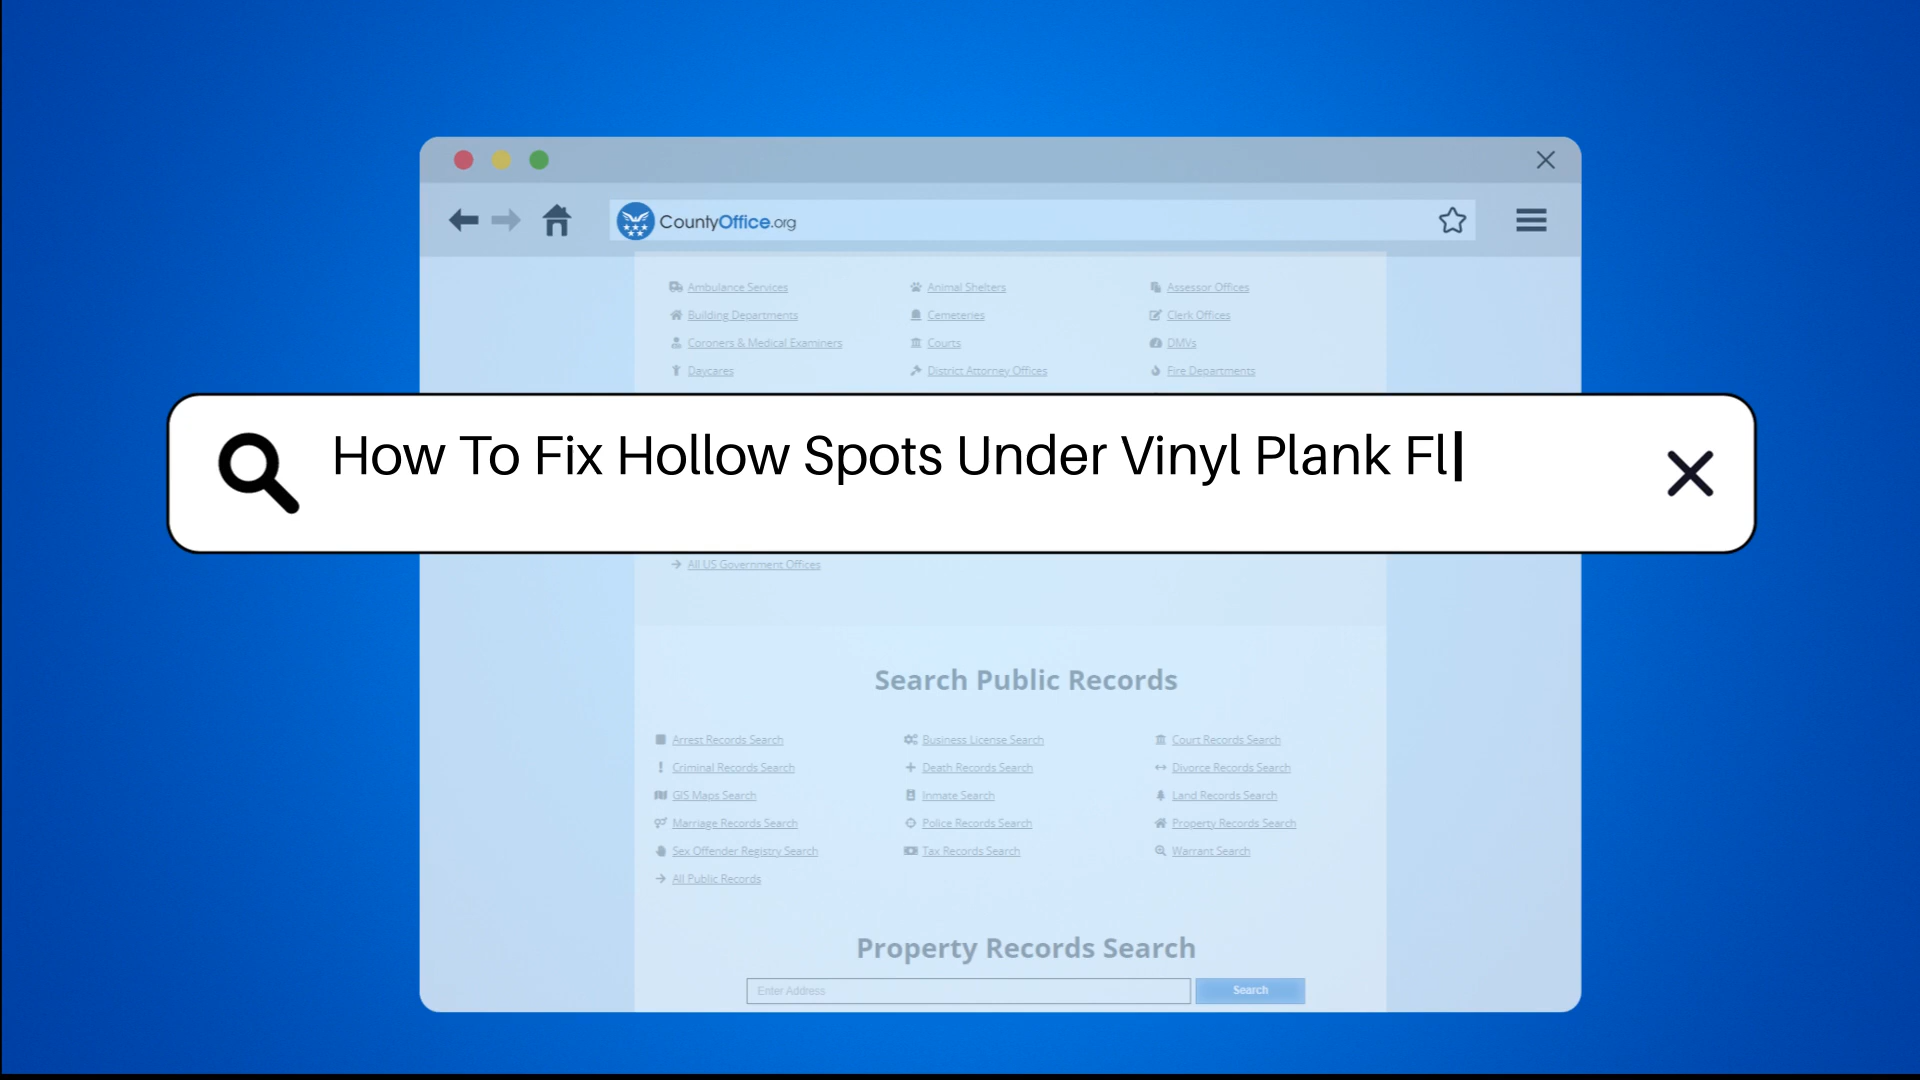 CountyOffice.org
Ambulance Services Animal Shelters Assessor Offices
Building Departments Cemeteries Clerk Offices
Coroners & Medical Examiners Courts DMVs
Daycares District Attorney Offices Fire Departments
How To Fix Hollow Spots Under Vinyl Plank Fl
All US Government Offices
Search Public Records
Arrest Records Search Business License Search Court Records Search
Criminal Records Search Death Records Search Divorce Records Search
GIS Maps Search Inmate Search Land Records Search
Marriage Records Search Police Records Search Property Records Search
Sex Offender Registry Search Tax Records Search Warrant Search
All Public Records
Property Records Search
Enter Address Search